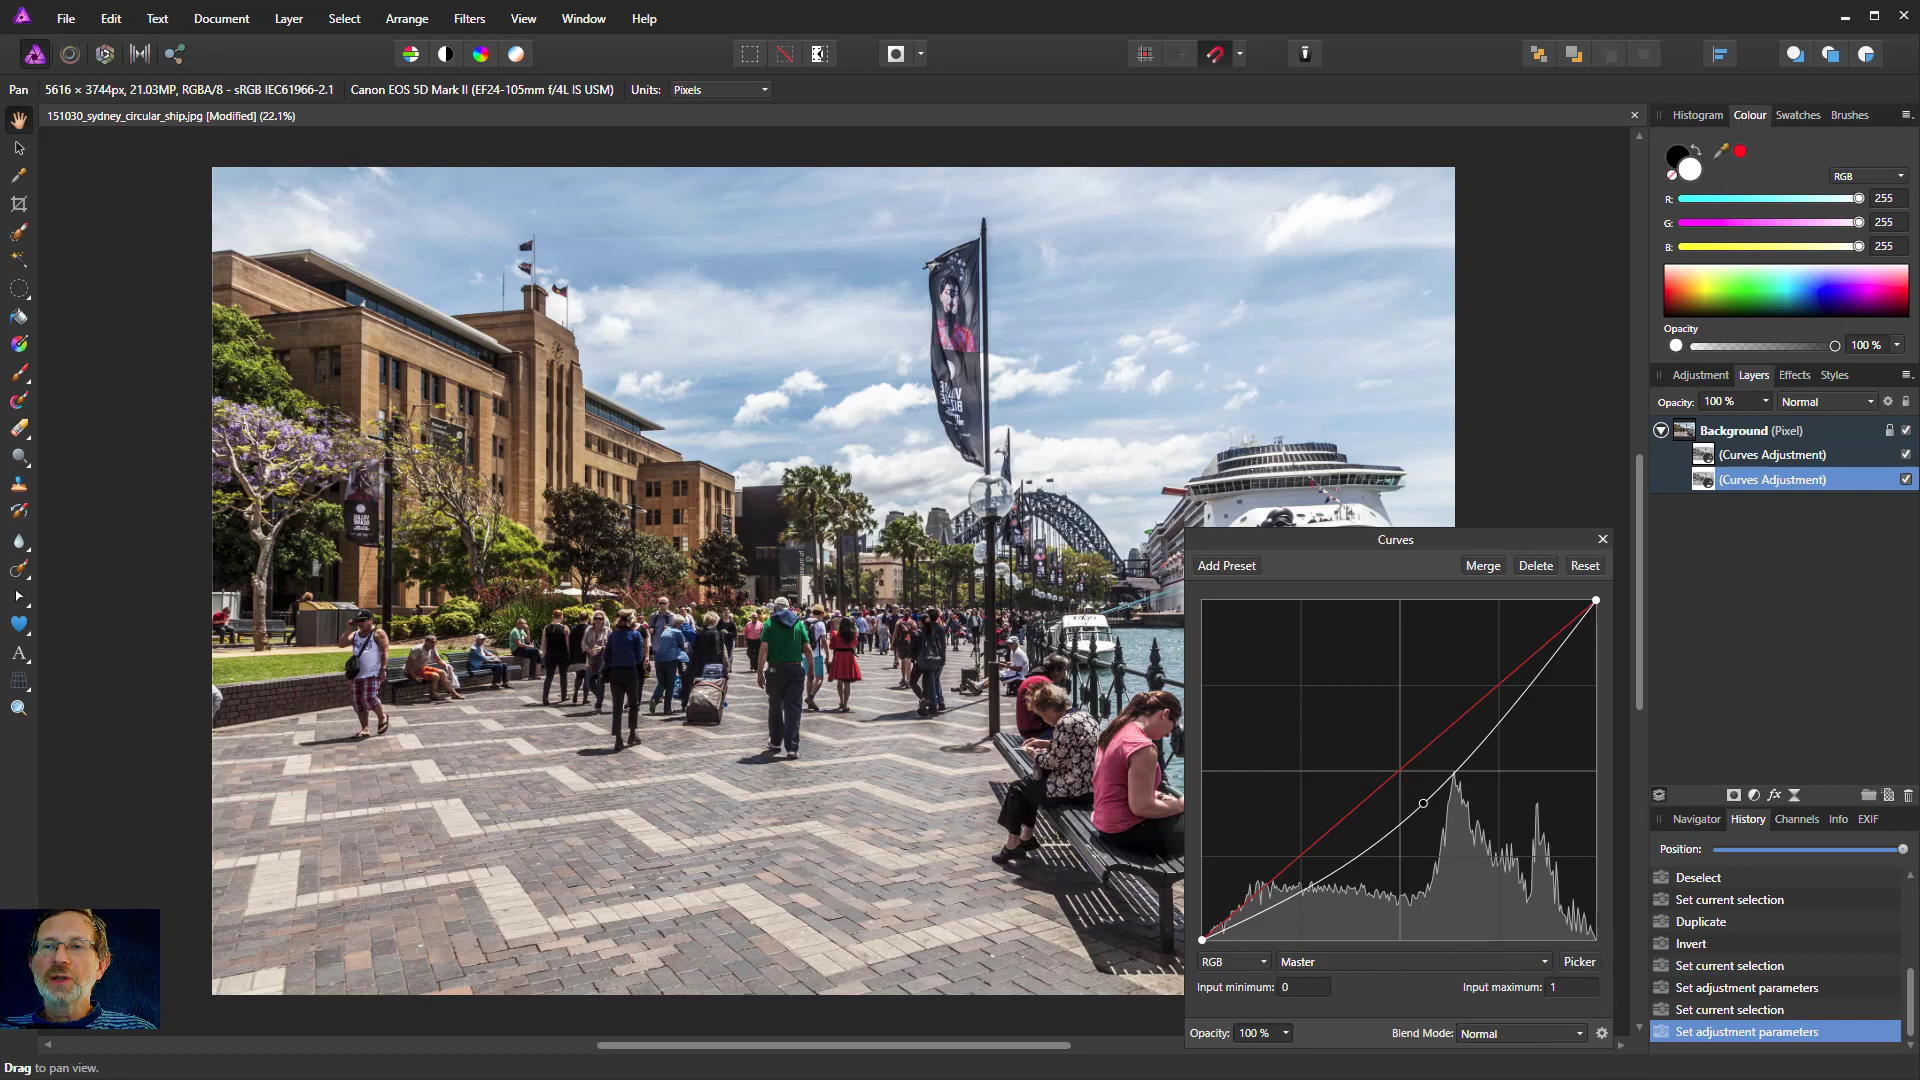 File Edit Text Document Layer Select Arrange Filters View Window Help
Pan 5616 × 3744px, 21.03MP, RGBA/8 - sRGB IEC61966-2.1 Canon EOS 5D Mark II (EF24-105mm f/4L IS USM) Units: Pixels
151030_sydney_circular_ship.jpg [Modified] (22.1%)
Histogram Colour Swatches Brushes
RGB
R: 255
G: 255
B: 255
Opacity
100 %
Adjustment Layers Effects Styles
Opacity: 100 % Normal
Background (Pixel)
(Curves Adjustment)
(Curves Adjustment)
Curves
Add Preset Merge Delete Reset
RGB Master Picker
Input minimum: 0 Input maximum: 1
Opacity: 100 % Blend Mode: Normal
Navigator History Channels Info EXIF
Position:
Deselect
Set current selection
Duplicate
Invert
Set current selection
Set adjustment parameters
Set current selection
Set adjustment parameters
Drag to pan view.